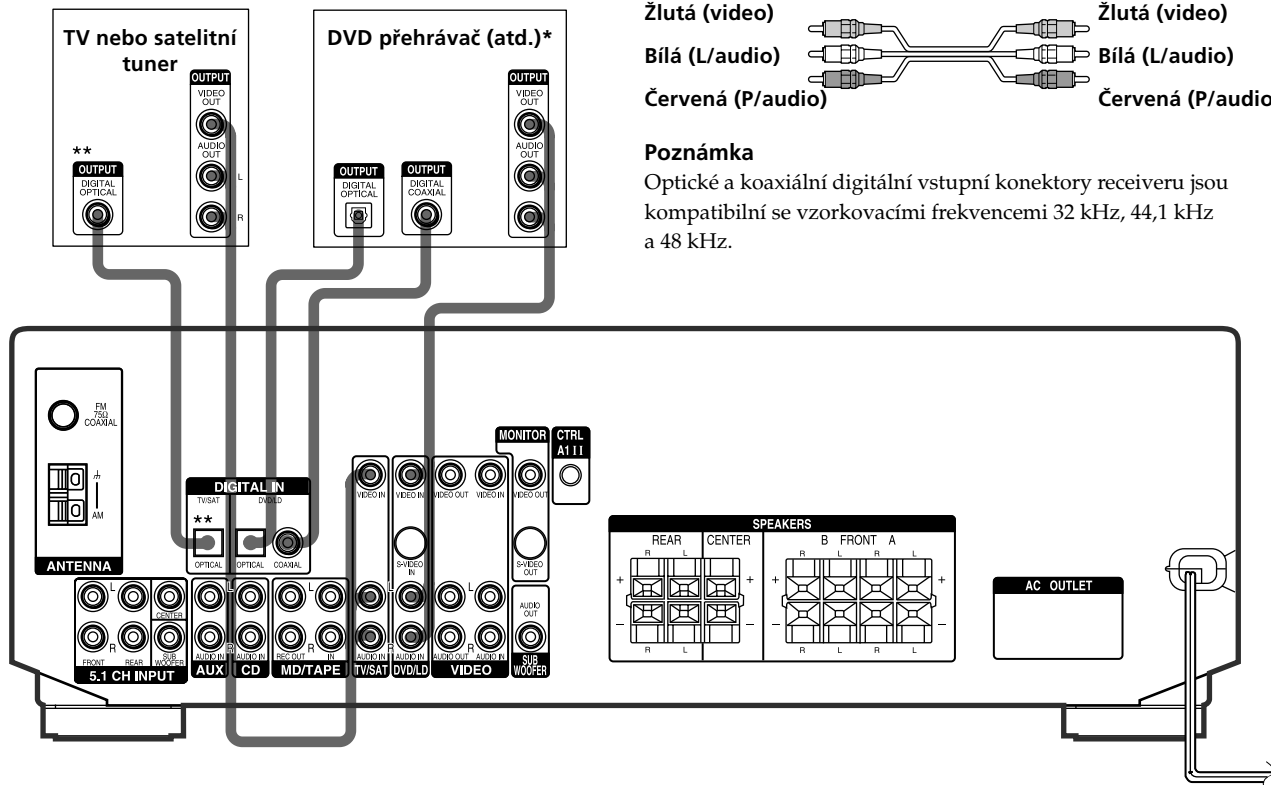 TV nebo satelitní
tuner
OUTPUT
VIDEO
OUT
AUDIO
OUT
L
R
**
OUTPUT
DIGITAL
OPTICAL
DVD přehrávač (atd.)*
OUTPUT
DIGITAL
OPTICAL
OUTPUT
DIGITAL
COAXIAL
OUTPUT
VIDEO
OUT
AUDIO
OUT
Žlutá (video)
Bílá (L/audio)
Červená (P/audio)
Žlutá (video)
Bílá (L/audio)
Červená (P/audio
Poznámka
Optické a koaxiální digitální vstupní konektory receiveru jsou
kompatibilní se vzorkovacími frekvencemi 32 kHz, 44,1 kHz
a 48 kHz.
FM
75Ω
COAXIAL
AM
ANTENNA
DIGITAL IN
TV/SAT
DVD/LD
**
OPTICAL
OPTICAL
COAXIAL
MONITOR
CTRL
A1 II
VIDEO IN
VIDEO IN
VIDEO OUT
VIDEO IN
VIDEO OUT
S-VIDEO
IN
S-VIDEO
OUT
AUDIO
OUT
L
CENTER
L
L
L
L
L
R
R
R
R
R
R
FRONT
REAR
SUB
WOOFER
AUDIO IN
AUDIO IN
REC OUT
IN
AUDIO IN
AUDIO IN
AUDIO OUT
AUDIO IN
5.1 CH INPUT
AUX
CD
MD/TAPE
TV/SAT
DVD/LD
VIDEO
SUB
WOOFER
SPEAKERS
REAR
CENTER
B FRONT A
R L
R L R L
+ + + +
– – – –
R L
R L R L
AC OUTLET